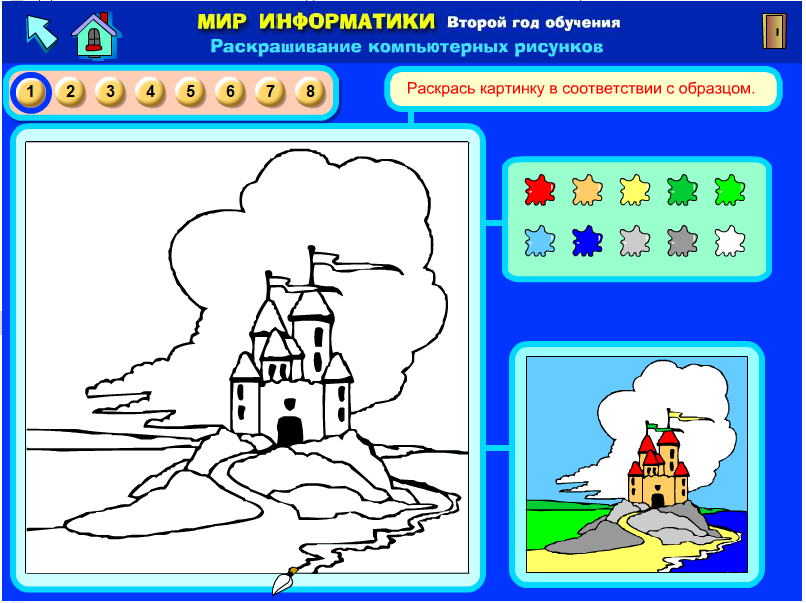 МИР ИНФОРМАТИКИ Второй год обучения
Раскрашивание компьютерных рисунков
1 2 3 4 5 6 7 8
Раскрась картинку в соответствии с образцом.